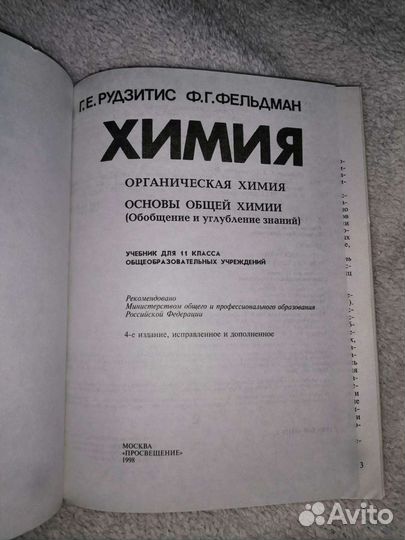 Г.Е. РУДЗИТИС Ф.Г. ФЕЛЬДМАН
ХИМИЯ
ОРГАНИЧЕСКАЯ ХИМИЯ
ОСНОВЫ ОБЩЕЙ ХИМИИ
(Обобщение и углубление знаний)
УЧЕБНИК ДЛЯ 11 КЛАССА
ОБЩЕОБРАЗОВАТЕЛЬНЫХ УЧРЕЖДЕНИЙ
Рекомендовано
Министерством общего и профессионального образования
Российской Федерации
4-е издание, исправленное и дополненное
МОСКВА
«ПРОСВЕЩЕНИЕ»
1998
3
Avito